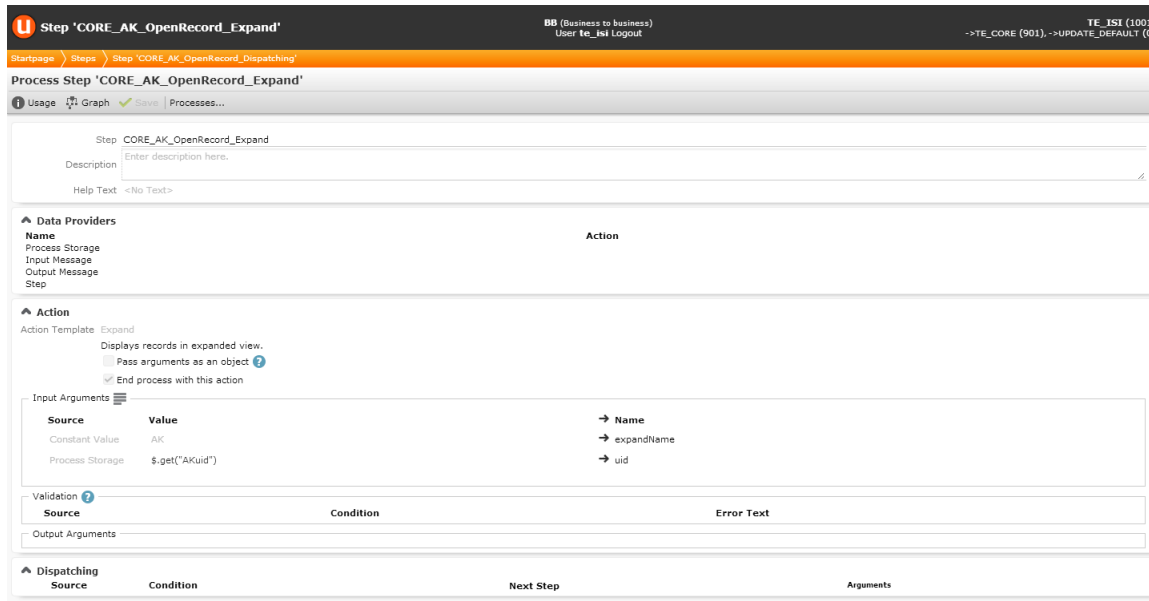 Step 'CORE_AK_OpenRecord_Expand'
BB (Business to business)
User te_isi Logout
TE_ISI (1001
->TE_CORE (901), ->UPDATE_DEFAULT (0
Startpage Steps Step 'CORE_AK_OpenRecord_Dispatching'
Process Step 'CORE_AK_OpenRecord_Expand'
Usage Graph Save Processes...
Step CORE_AK_OpenRecord_Expand
Description Enter description here.
Help Text <No Text>
Data Providers
Name Action
Process Storage
Input Message
Output Message
Step
Action
Action Template Expand
Displays records in expanded view.
Pass arguments as an object ?
End process with this action
Input Arguments
Source Value → Name
Constant Value AK → expandName
Process Storage $.get("AKuid") → uid
Validation ?
Source Condition Error Text
Output Arguments
Dispatching
Source Condition Next Step Arguments